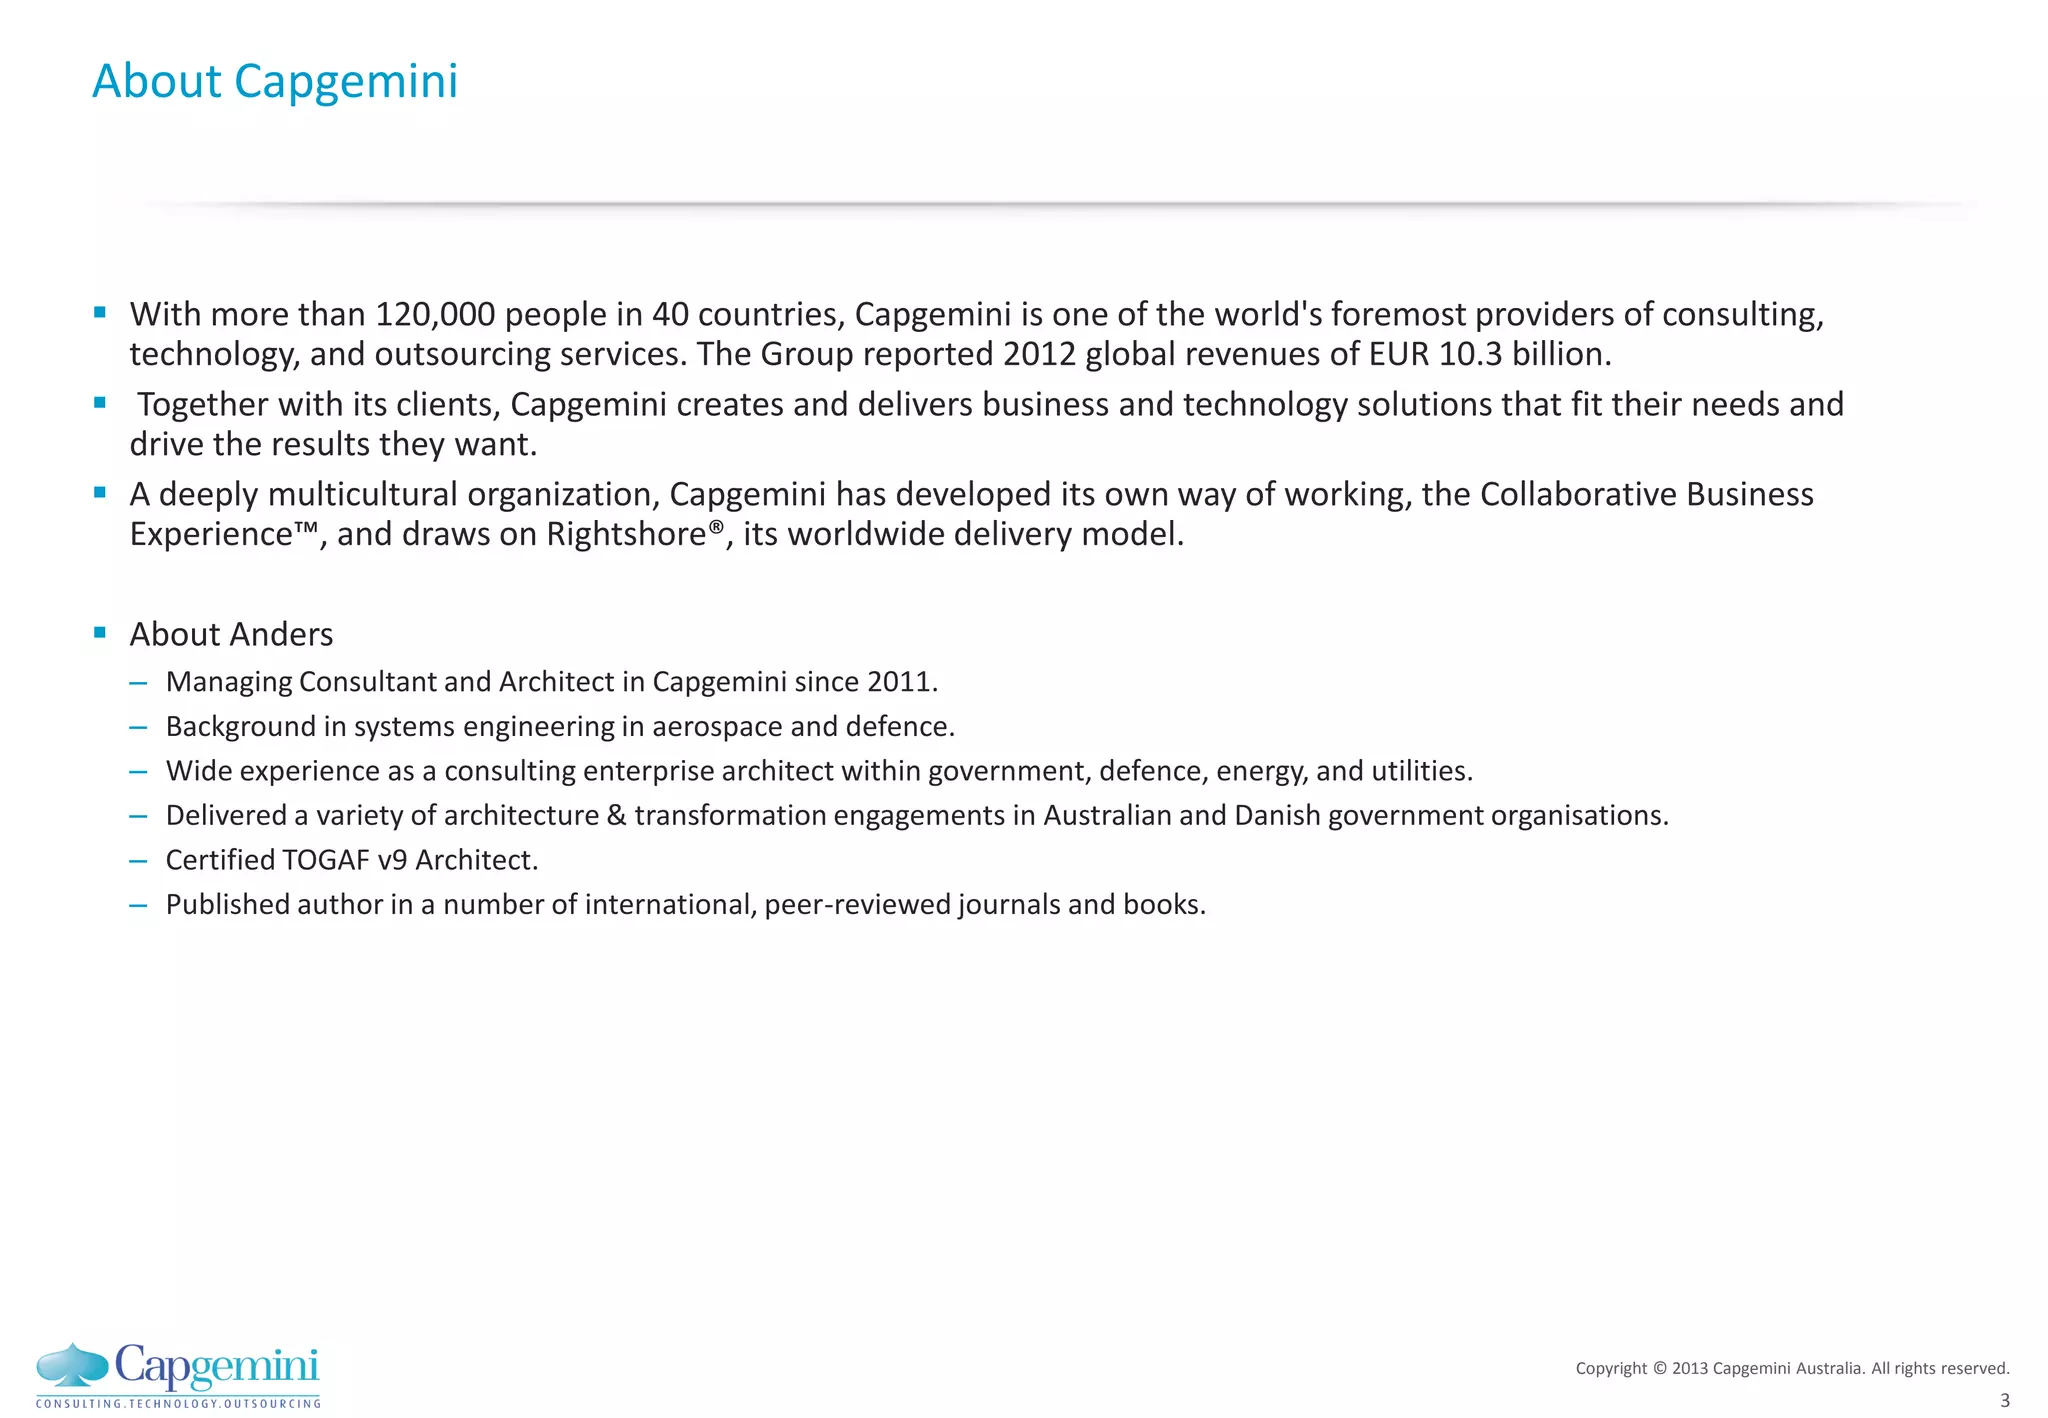 About Capgemini
▪ With more than 120,000 people in 40 countries, Capgemini is one of the world's foremost providers of consulting,
technology, and outsourcing services. The Group reported 2012 global revenues of EUR 10.3 billion.
▪ Together with its clients, Capgemini creates and delivers business and technology solutions that fit their needs and
drive the results they want.
▪ A deeply multicultural organization, Capgemini has developed its own way of working, the Collaborative Business
Experience™, and draws on Rightshore®, its worldwide delivery model.
▪ About Anders
– Managing Consultant and Architect in Capgemini since 2011.
– Background in systems engineering in aerospace and defence.
– Wide experience as a consulting enterprise architect within government, defence, energy, and utilities.
– Delivered a variety of architecture & transformation engagements in Australian and Danish government organisations.
– Certified TOGAF v9 Architect.
– Published author in a number of international, peer-reviewed journals and books.
Capgemini
CONSULTING.TECHNOLOGY.OUTSOURCING
Copyright © 2013 Capgemini Australia. All rights reserved.
3